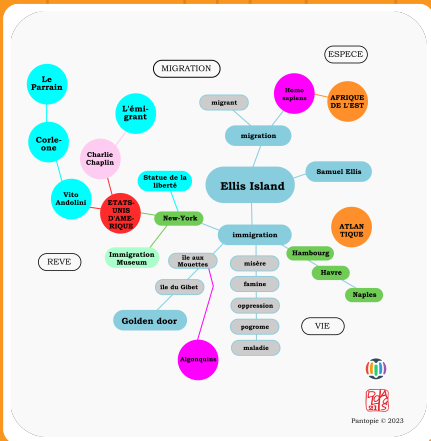 ESPECE
MIGRATION
Le
Parrain
Homo
sapiens
AFRIQUE
DE L'EST
migrant
L'émi-
grant
migration
Corle-
one
Charlie
Chaplin
Samuel Ellis
Statue de la
liberté
Ellis Island
Vito
Andolini
ETATS-
UNIS
D'AME-
RIQUE
New-York
ATLAN
TIQUE
immigration
Immigration
Museum
île aux
Mouettes
Hambourg
REVE
misère
Havre
famine
île du Gibet
Naples
oppression
Golden door
pogrome
VIE
maladie
Algonquins
Pantopie © 2023